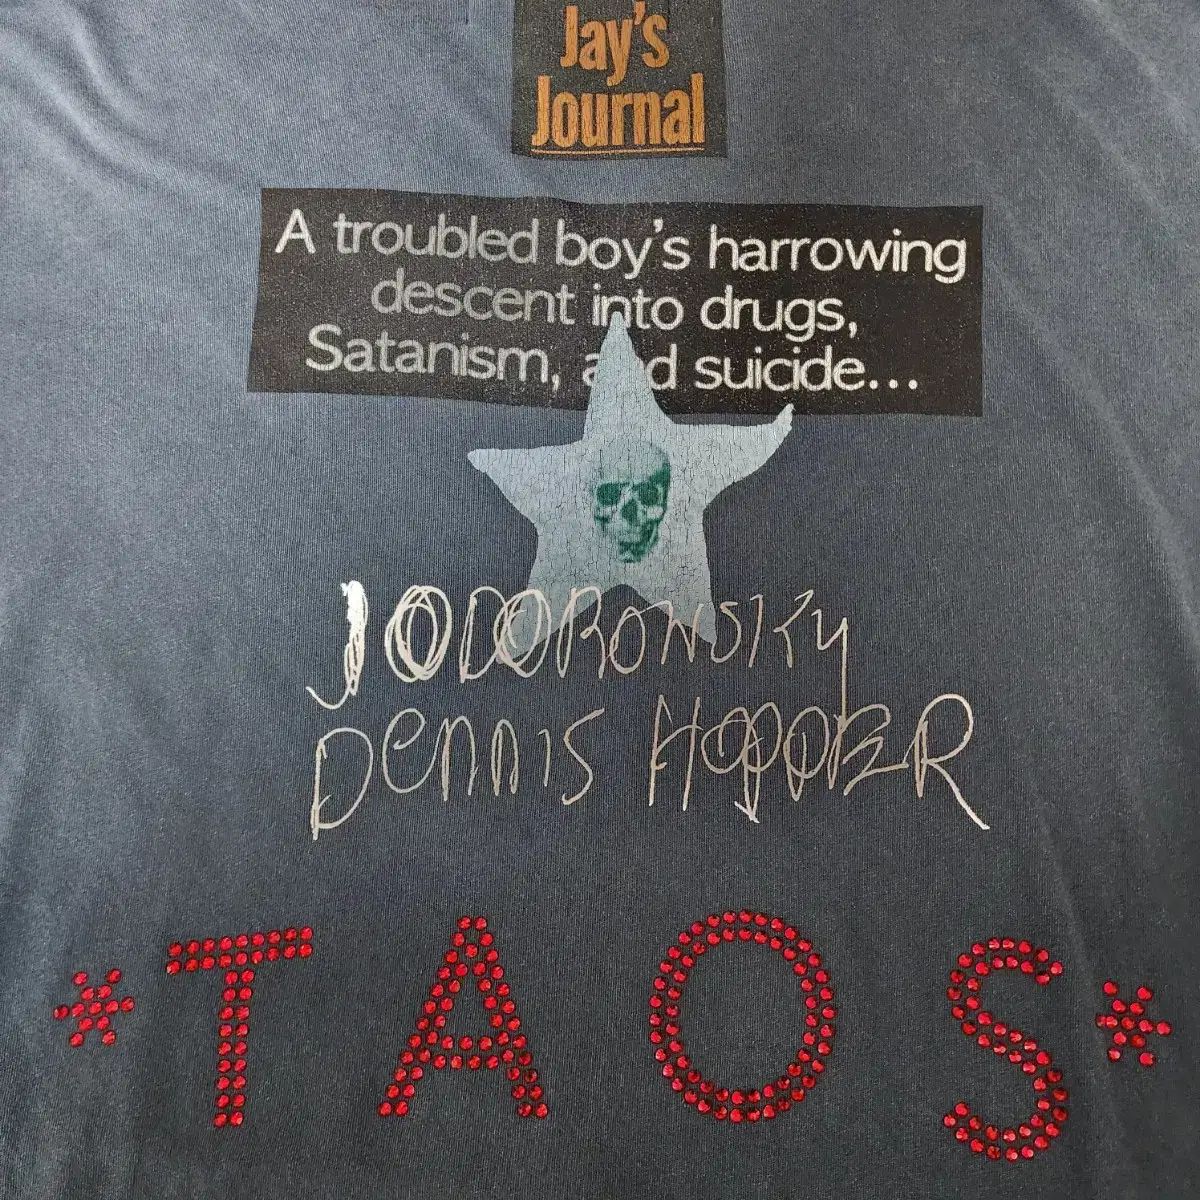 Jay's
Journal
A troubled boy's harrowing
descent into drugs,
Satanism, and suicide...
JODOROWSKY
DENNIS HOPPER
*TAOS*